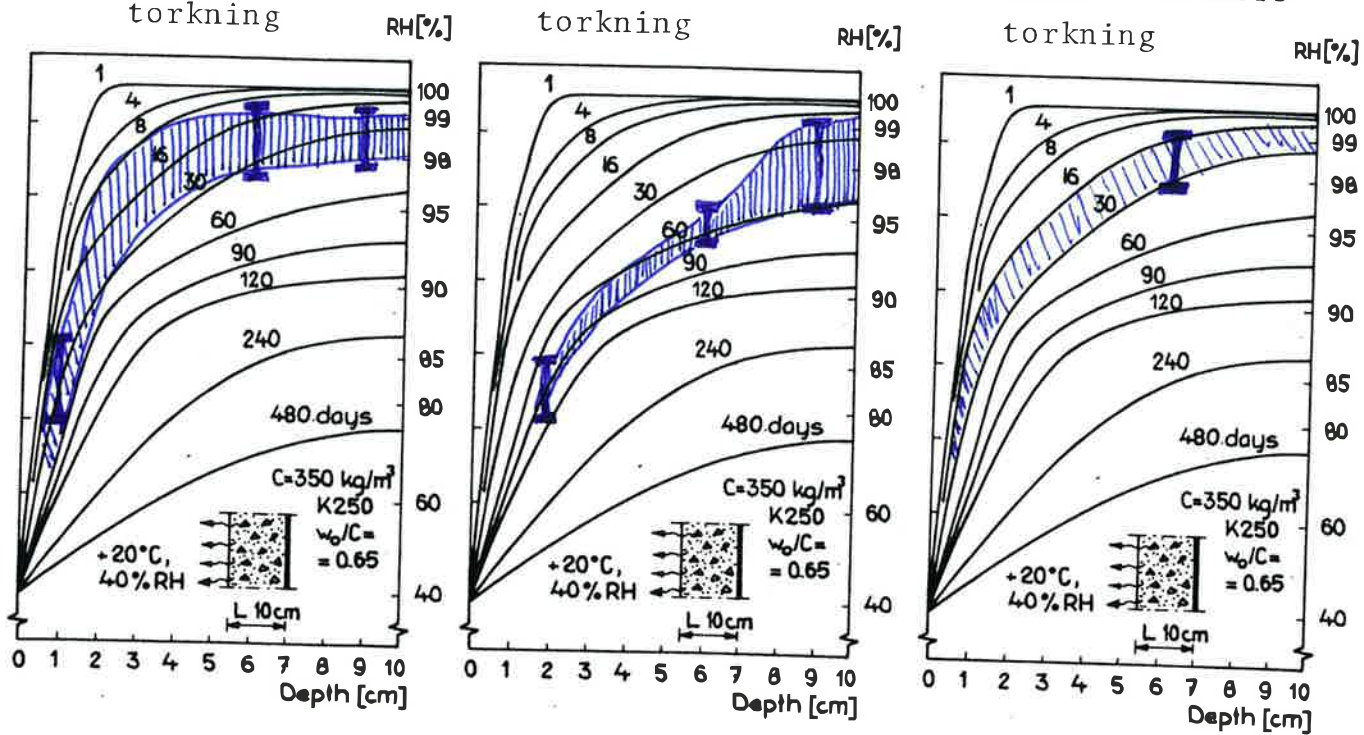 torkning
RH[%]
1
4
8
16
30
60
90
120
240
480 days
100
99
98
95
90
85
80
60
40
C=350 kg/m³
K250
w₀/C=
= 0.65
+20°C,
40% RH
L 10cm
0 1 2 3 4 5 6 7 8 9 10
Depth [cm]
torkning
RH[%]
1
4
8
16
30
60
90
120
240
480 days
100
99
98
95
90
85
80
60
40
C=350 kg/m³
K250
w₀/C=
= 0.65
+20°C,
40% RH
L 10cm
0 1 2 3 4 5 6 7 8 9 10
Depth [cm]
torkning
RH[%]
1
4
8
16
30
60
90
120
240
480 days
100
99
98
95
90
85
80
60
40
C=350 kg/m³
K250
w₀/C=
= 0.65
+20°C,
40% RH
L 10cm
0 1 2 3 4 5 6 7 8 9 10
Depth [cm]